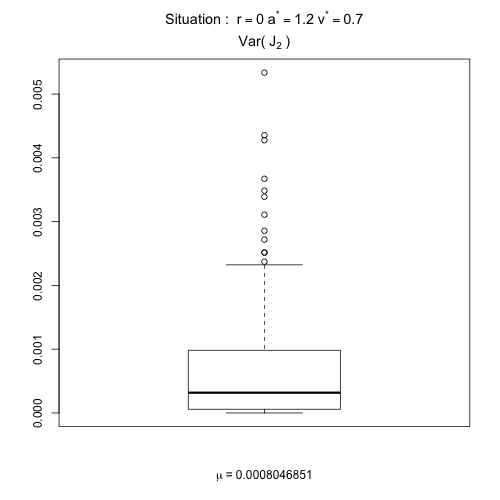 Situation : r = 0 a* = 1.2 v* = 0.7
Var( J₂ )
0.005
0.004
0.003
0.002
0.001
0.000
μ = 0.0008046851